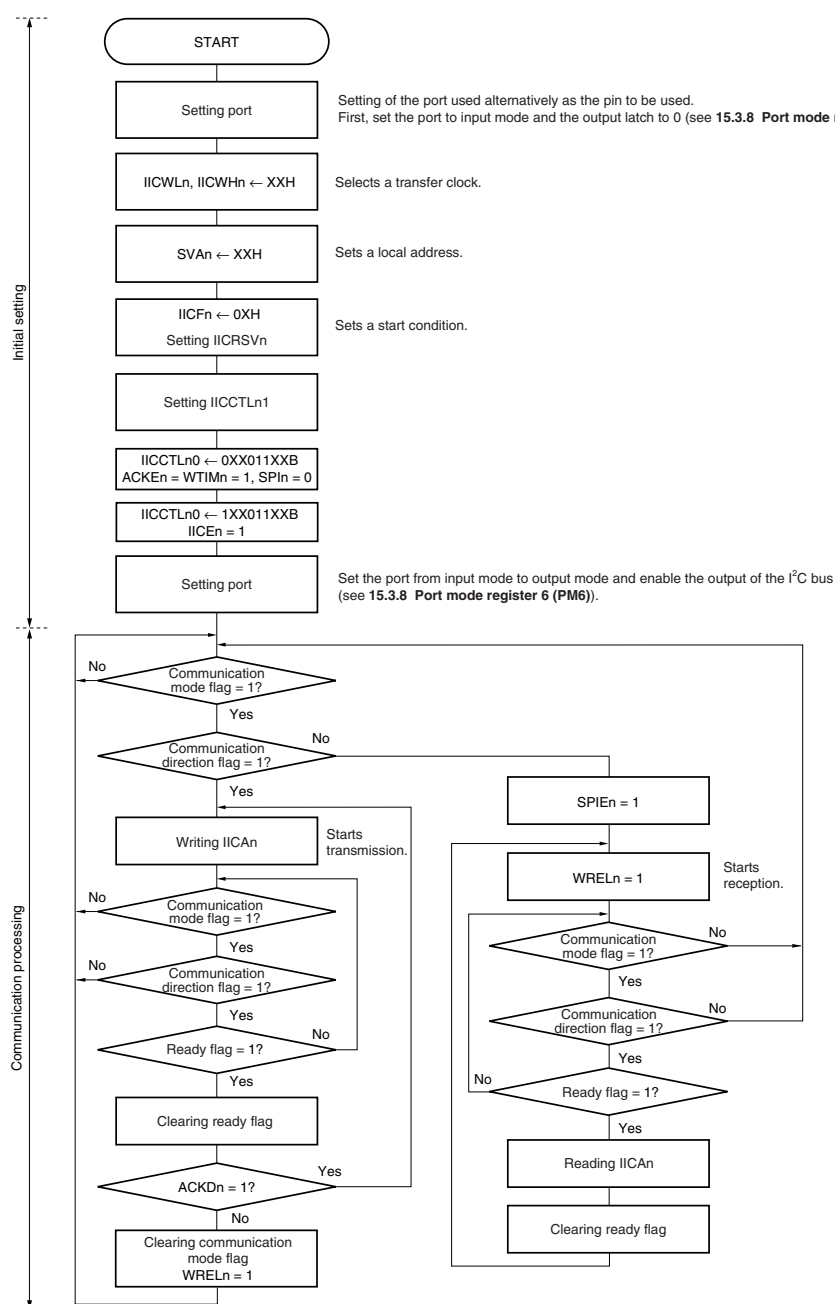 START
Setting port
Setting of the port used alternatively as the pin to be used.
First, set the port to input mode and the output latch to 0 (see 15.3.8 Port mode
IICWLn, IICWHn ← XXH
Selects a transfer clock.
SVAn ← XXH
Sets a local address.
IICFn ← 0XH
Setting IICRSVn
Sets a start condition.
Setting IICCTLn1
IICCTLn0 ← 0XX011XXB
ACKEn = WTIMn = 1, SPIn = 0
IICCTLn0 ← 1XX011XXB
IICEn = 1
Setting port
Set the port from input mode to output mode and enable the output of the I²C bus
(see 15.3.8 Port mode register 6 (PM6)).
Initial setting
Communication processing
No
Communication
mode flag = 1?
Yes
Communication
direction flag = 1?
No
Yes
Writing IICAn
Starts
transmission.
No
Communication
mode flag = 1?
Yes
No
Communication
direction flag = 1?
Yes
Ready flag = 1?
No
Yes
Clearing ready flag
Yes
ACKDn = 1?
No
Clearing communication
mode flag
WRELn = 1
SPIEn = 1
WRELn = 1
Starts
reception.
Communication
mode flag = 1?
No
Yes
Communication
direction flag = 1?
No
Yes
No
Ready flag = 1?
Yes
Reading IICAn
Clearing ready flag